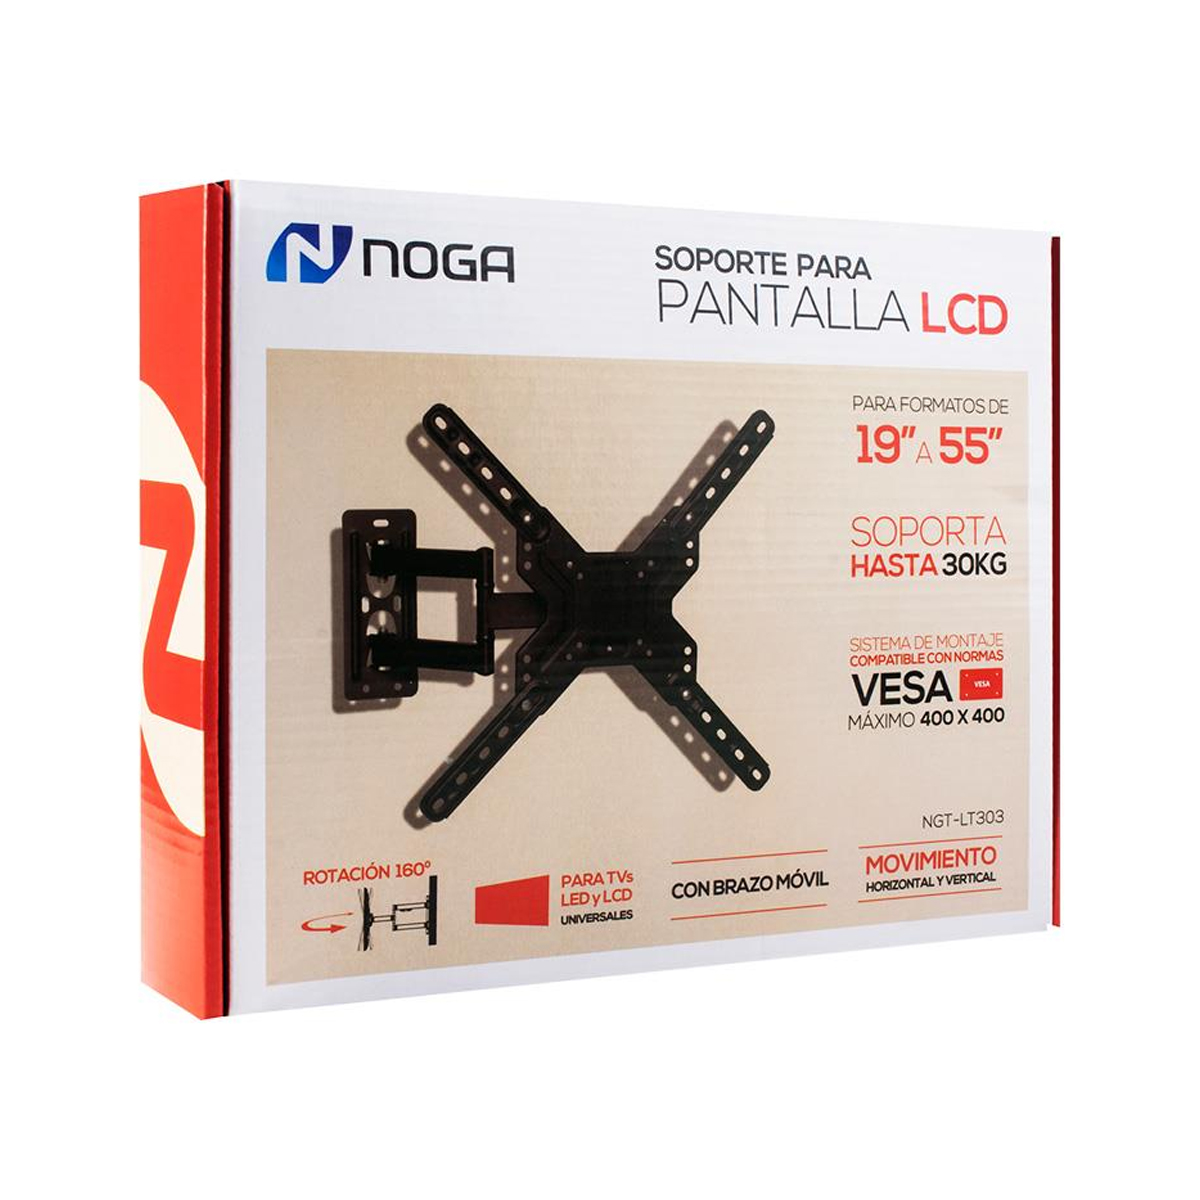 NOGA
SOPORTE PARA
PANTALLA LCD
PARA FORMATOS DE
19" A 55"
SOPORTA
HASTA 30KG
SISTEMA DE MONTAJE
COMPATIBLE CON NORMAS
VESA VESA
MÁXIMO 400 X 400
NGT-LT303
ROTACIÓN 160°
PARA TVs
LED y LCD
UNIVERSALES
CON BRAZO MÓVIL
MOVIMIENTO
HORIZONTAL Y VERTICAL